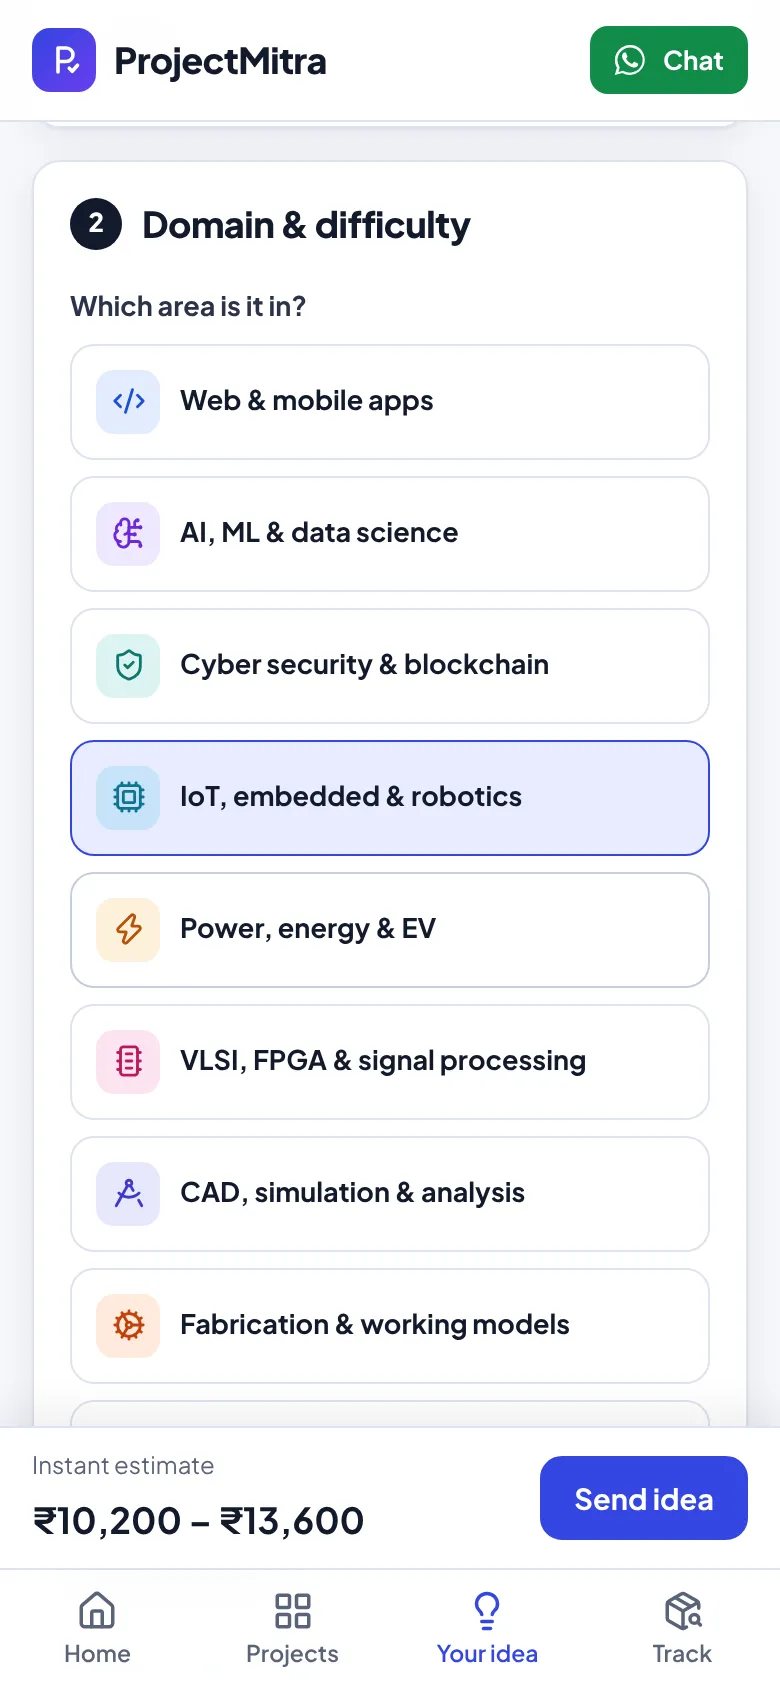 ProjectMitra
Chat
2
Domain & difficulty
Which area is it in?
Web & mobile apps
AI, ML & data science
Cyber security & blockchain
IoT, embedded & robotics
Power, energy & EV
VLSI, FPGA & signal processing
CAD, simulation & analysis
Fabrication & working models
Instant estimate
₹10,200 – ₹13,600
Send idea
Home
Projects
Your idea
Track